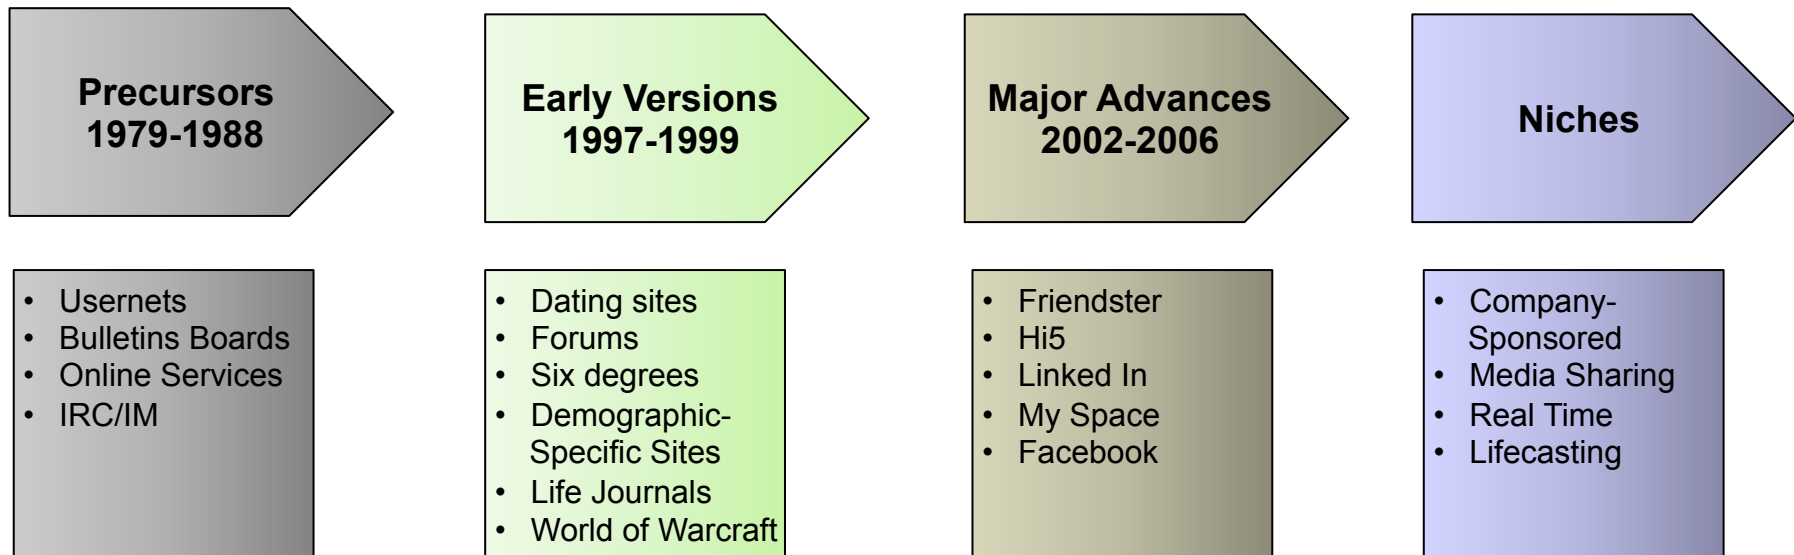 Precursors
1979-1988
Early Versions
1997-1999
Major Advances
2002-2006
Niches
• Usernets
• Bulletins Boards
• Online Services
• IRC/IM
• Dating sites
• Forums
• Six degrees
• Demographic-
Specific Sites
• Life Journals
• World of Warcraft
• Friendster
• Hi5
• Linked In
• My Space
• Facebook
• Company-
Sponsored
• Media Sharing
• Real Time
• Lifecasting